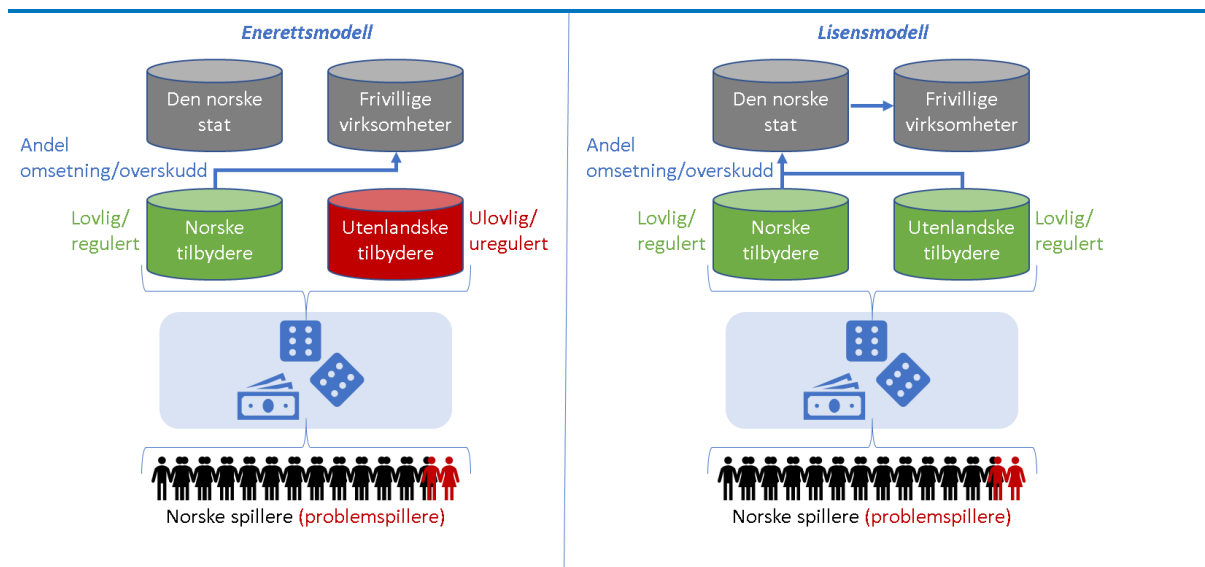 Enerettsmodell
Den norske
stat
Frivillige
virksomheter
Andel
omsetning/overskudd
Lovlig/
regulert
Norske
tilbydere
Utenlandske
tilbydere
Ulovlig/
uregulert
Norske spillere (problemspillere)
Lisensmodell
Den norske
stat
Frivillige
virksomheter
Andel
omsetning/overskudd
Lovlig/
regulert
Norske
tilbydere
Utenlandske
tilbydere
Lovlig/
regulert
Norske spillere (problemspillere)